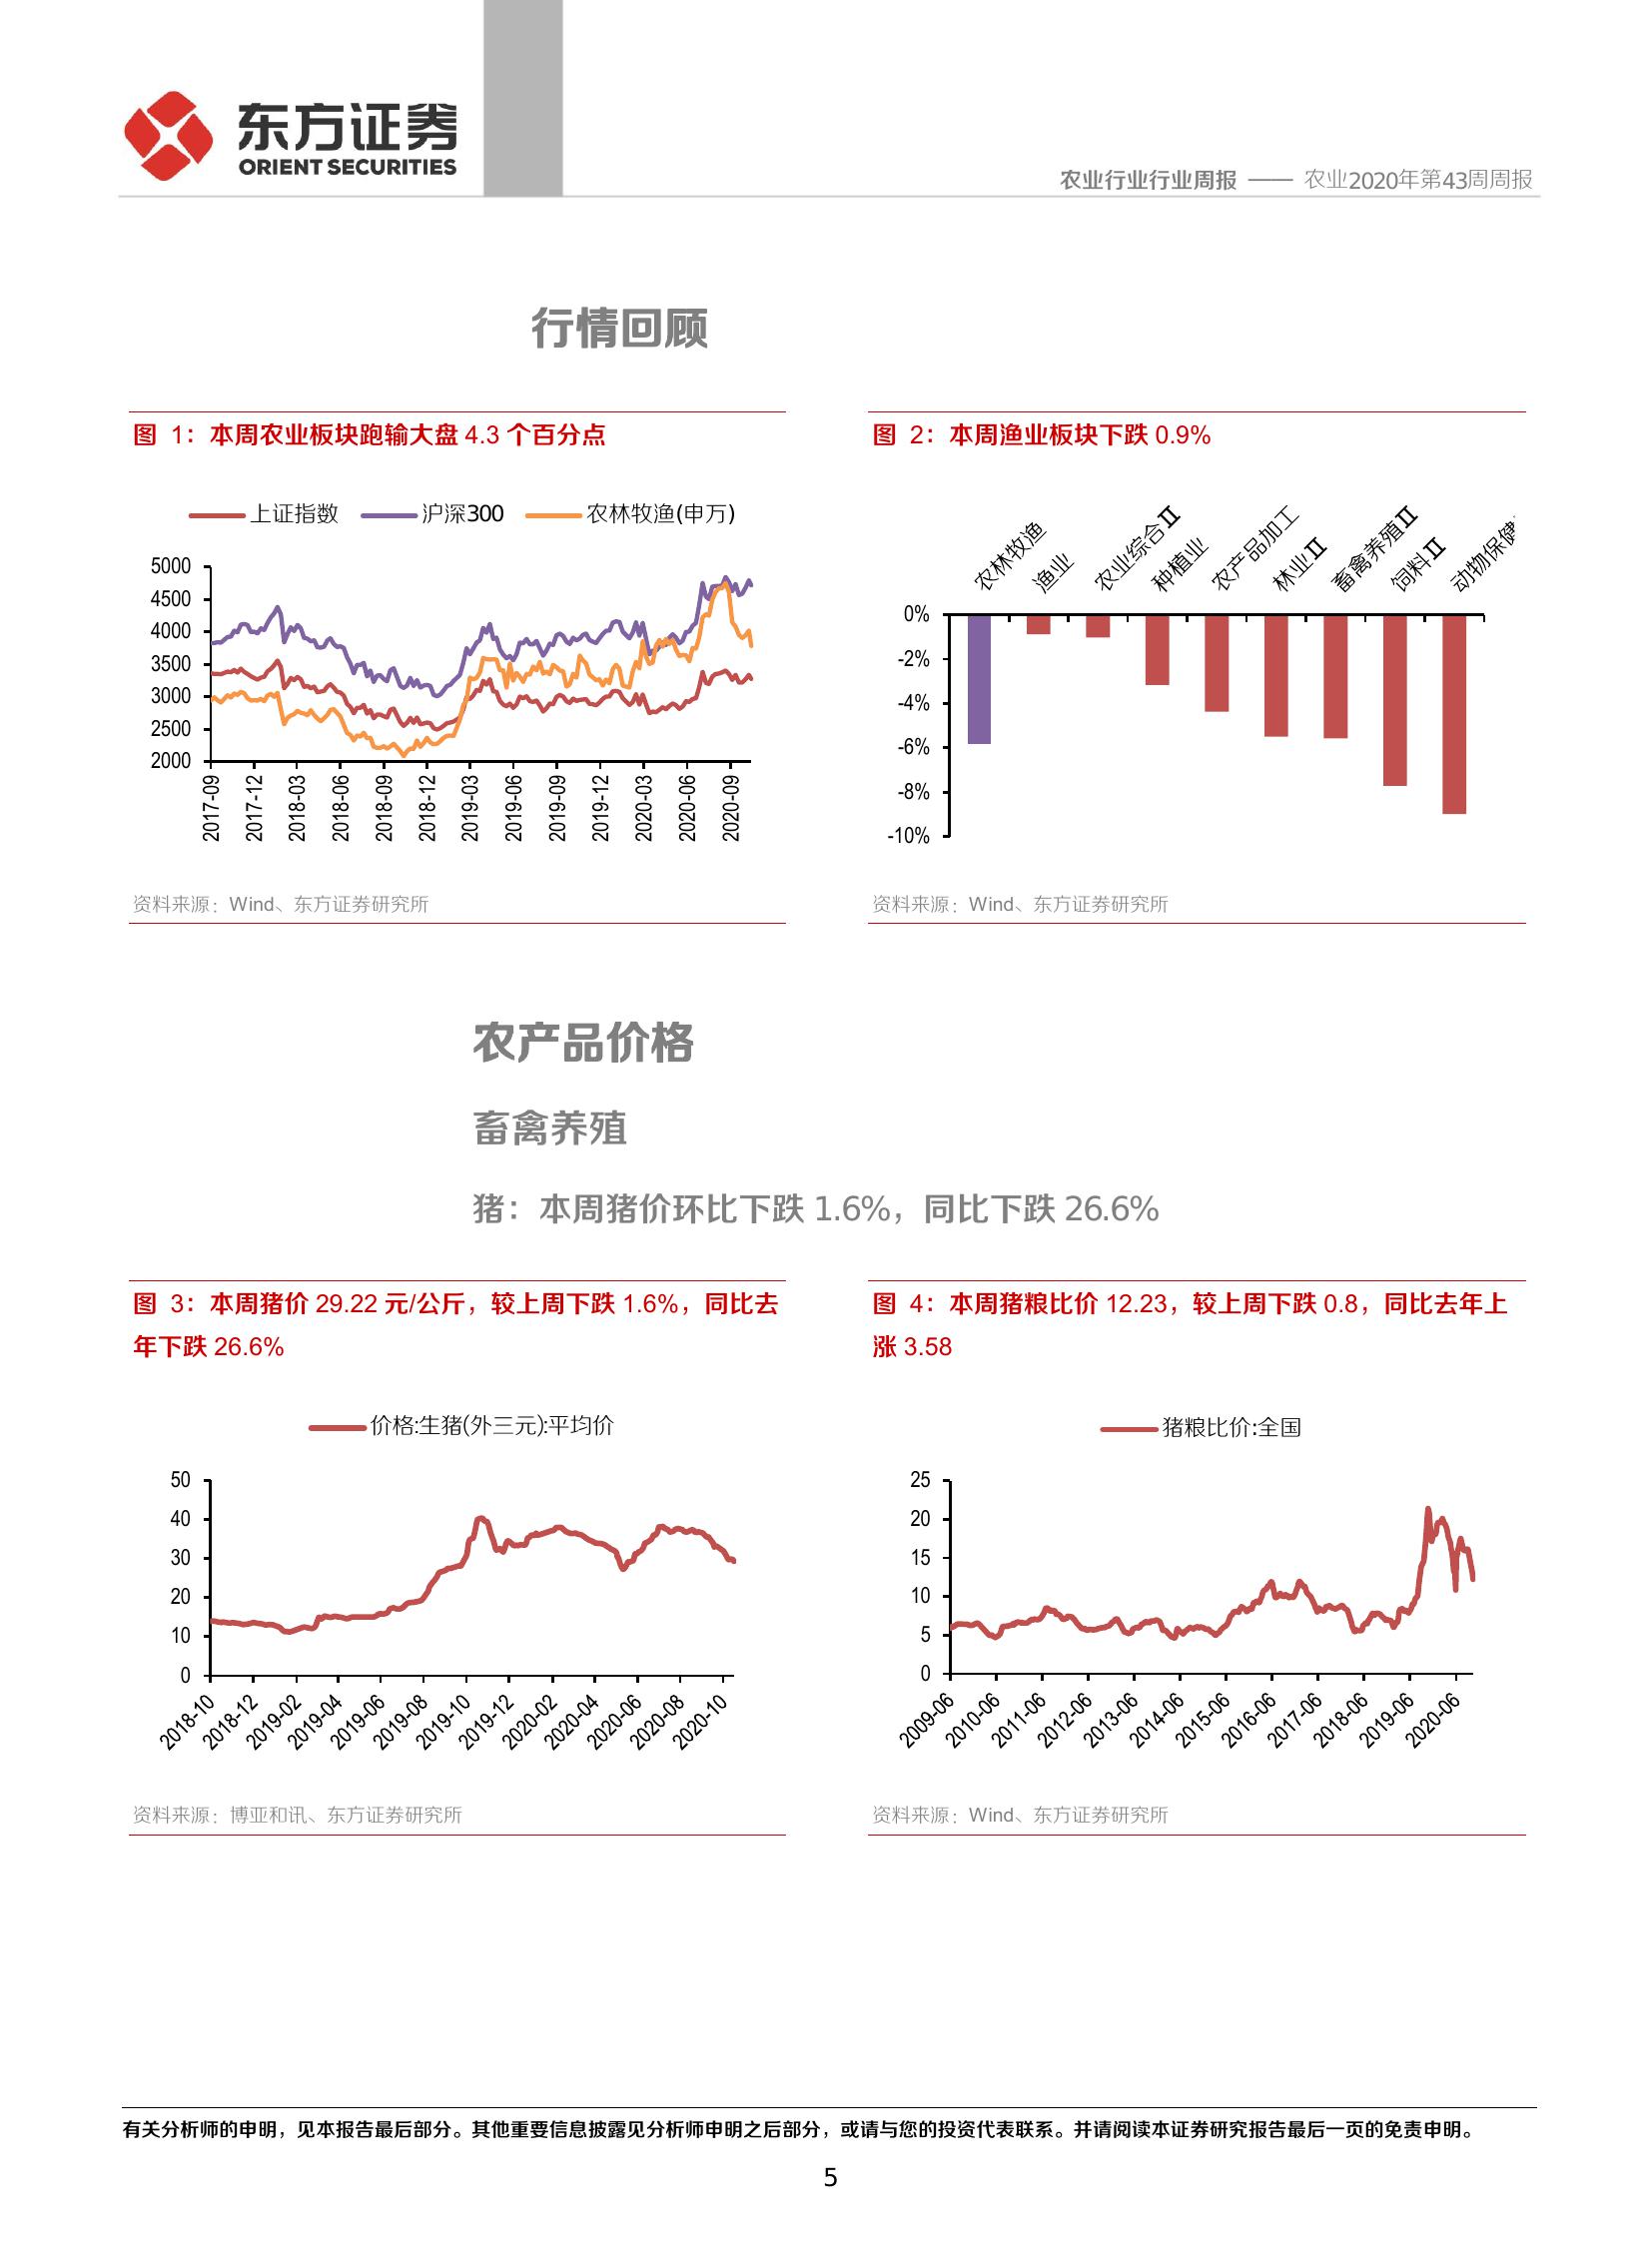 东方证券
ORIENT SECURITIES
农业行业行业周报 —— 农业2020年第43周周报
行情回顾
图 1：本周农业板块跑输大盘 4.3 个百分点
上证指数 沪深300 农林牧渔(申万)
5000
4500
4000
3500
3000
2500
2000
2017-09
2017-12
2018-03
2018-06
2018-09
2018-12
2019-03
2019-06
2019-09
2019-12
2020-03
2020-06
2020-09
资料来源：Wind、东方证券研究所
图 2：本周渔业板块下跌 0.9%
农林牧渔
渔业
农业综合Ⅱ
种植业
农产品加工
林业Ⅱ
畜禽养殖Ⅱ
饲料Ⅱ
动物保健
0%
-2%
-4%
-6%
-8%
-10%
资料来源：Wind、东方证券研究所
农产品价格
畜禽养殖
猪：本周猪价环比下跌 1.6%，同比下跌 26.6%
图 3：本周猪价 29.22 元/公斤，较上周下跌 1.6%，同比去
年下跌 26.6%
价格:生猪(外三元):平均价
50
40
30
20
10
0
2018-10
2018-12
2019-02
2019-04
2019-06
2019-08
2019-10
2019-12
2020-02
2020-04
2020-06
2020-08
2020-10
资料来源：博亚和讯、东方证券研究所
图 4：本周猪粮比价 12.23，较上周下跌 0.8，同比去年上
涨 3.58
猪粮比价:全国
25
20
15
10
5
0
2009-06
2010-06
2011-06
2012-06
2013-06
2014-06
2015-06
2016-06
2017-06
2018-06
2019-06
2020-06
资料来源：Wind、东方证券研究所
有关分析师的申明，见本报告最后部分。其他重要信息披露见分析师申明之后部分，或请与您的投资代表联系。并请阅读本证券研究报告最后一页的免责申明。
5